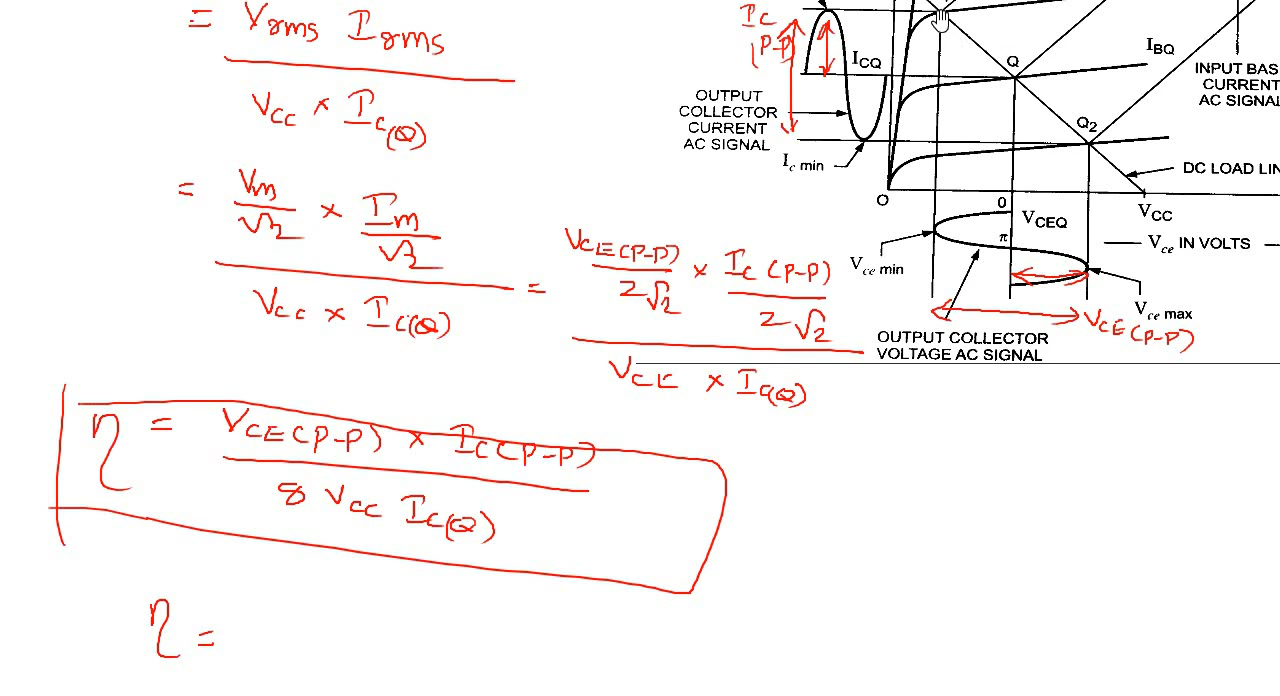 = Vrms Irms
VCC × IC(Q)
= Vm/√2 × Im/√2
VCC × IC(Q)
= VCE(P-P)/2√2 × IC(P-P)/2√2
VCC × IC(Q)
η = VCE(P-P) × IC(P-P)
8 VCC IC(Q)
η =
IC
(P-P)
ICQ
OUTPUT
COLLECTOR
CURRENT
AC SIGNAL
Ic min
Q
IBQ
INPUT BAS
CURRENT
AC SIGNAL
Q2
DC LOAD LIN
O
VCC
0
VCEQ
π
Vce IN VOLTS
Vce min
Vce max
VCE(P-P)
OUTPUT COLLECTOR
VOLTAGE AC SIGNAL